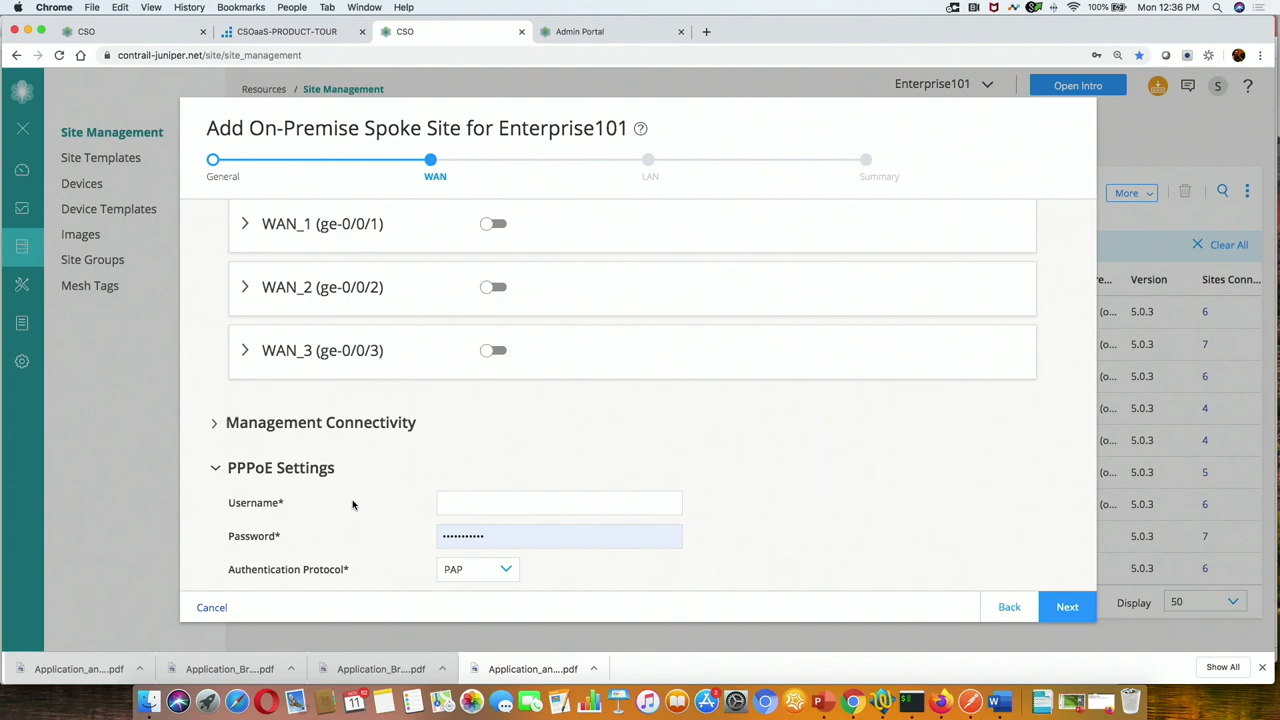 Chrome File Edit View History Bookmarks People Tab Window Help
100% Mon 12:36 PM
CSO
CSOaaS-PRODUCT-TOUR
CSO
Admin Portal
contrail-juniper.net/site/site_management
Resources / Site Management
Enterprise101
Open Intro
S
?
Site Management
Site Templates
Devices
Device Templates
Images
Site Groups
Mesh Tags
Add On-Premise Spoke Site for Enterprise101
General
WAN
LAN
Summary
WAN_1 (ge-0/0/1)
WAN_2 (ge-0/0/2)
WAN_3 (ge-0/0/3)
Management Connectivity
PPPoE Settings
Username*
Password* •••••••••••
Authentication Protocol* PAP
Cancel
Back
Next
More
Clear All
e... Version Sites Conn...
(o... 5.0.3 6
(o... 5.0.3 7
(o... 5.0.3 6
(o... 5.0.3 4
(o... 5.0.3 4
(o... 5.0.3 5
(o... 5.0.3 6
(o... 5.0.3 7
(o... 5.0.3 6
Display 50
Application_an....pdf
Application_Br....pdf
Application_Br....pdf
Application_an....pdf
Show All